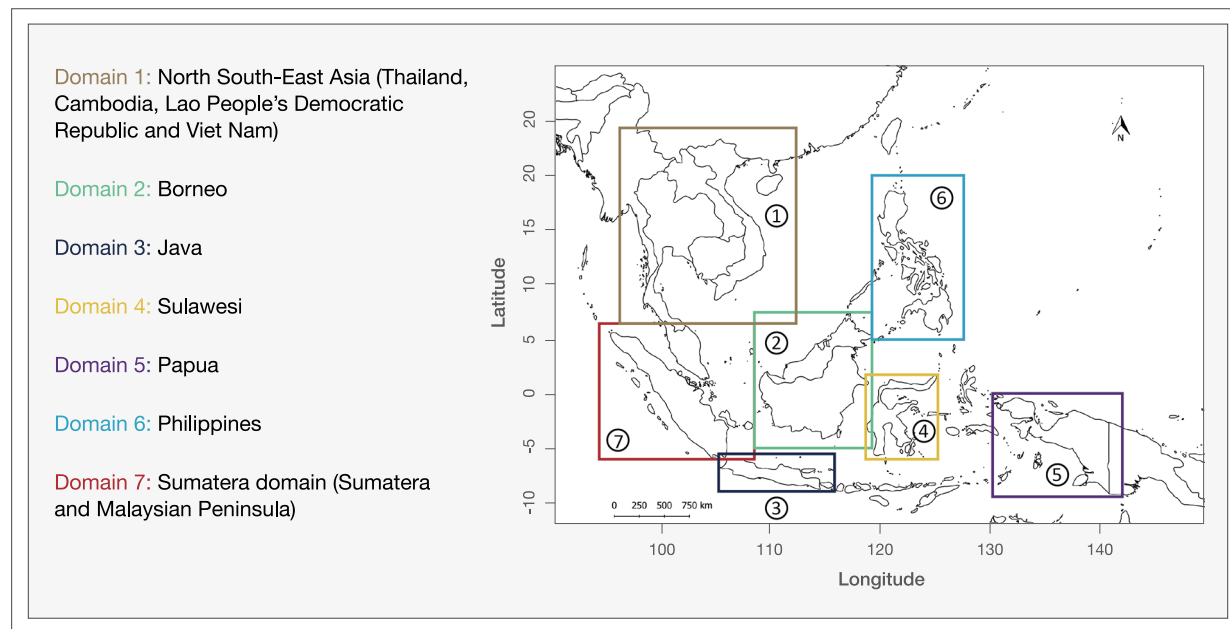 Domain 1: North South-East Asia (Thailand,
Cambodia, Lao People’s Democratic
Republic and Viet Nam)
Domain 2: Borneo
Domain 3: Java
Domain 4: Sulawesi
Domain 5: Papua
Domain 6: Philippines
Domain 7: Sumatera domain (Sumatera
and Malaysian Peninsula)
Latitude
20
20
15
10
5
0
-5
-10
N
1
6
2
7
4
5
3
0 250 500 750 km
100 110 120 130 140
Longitude